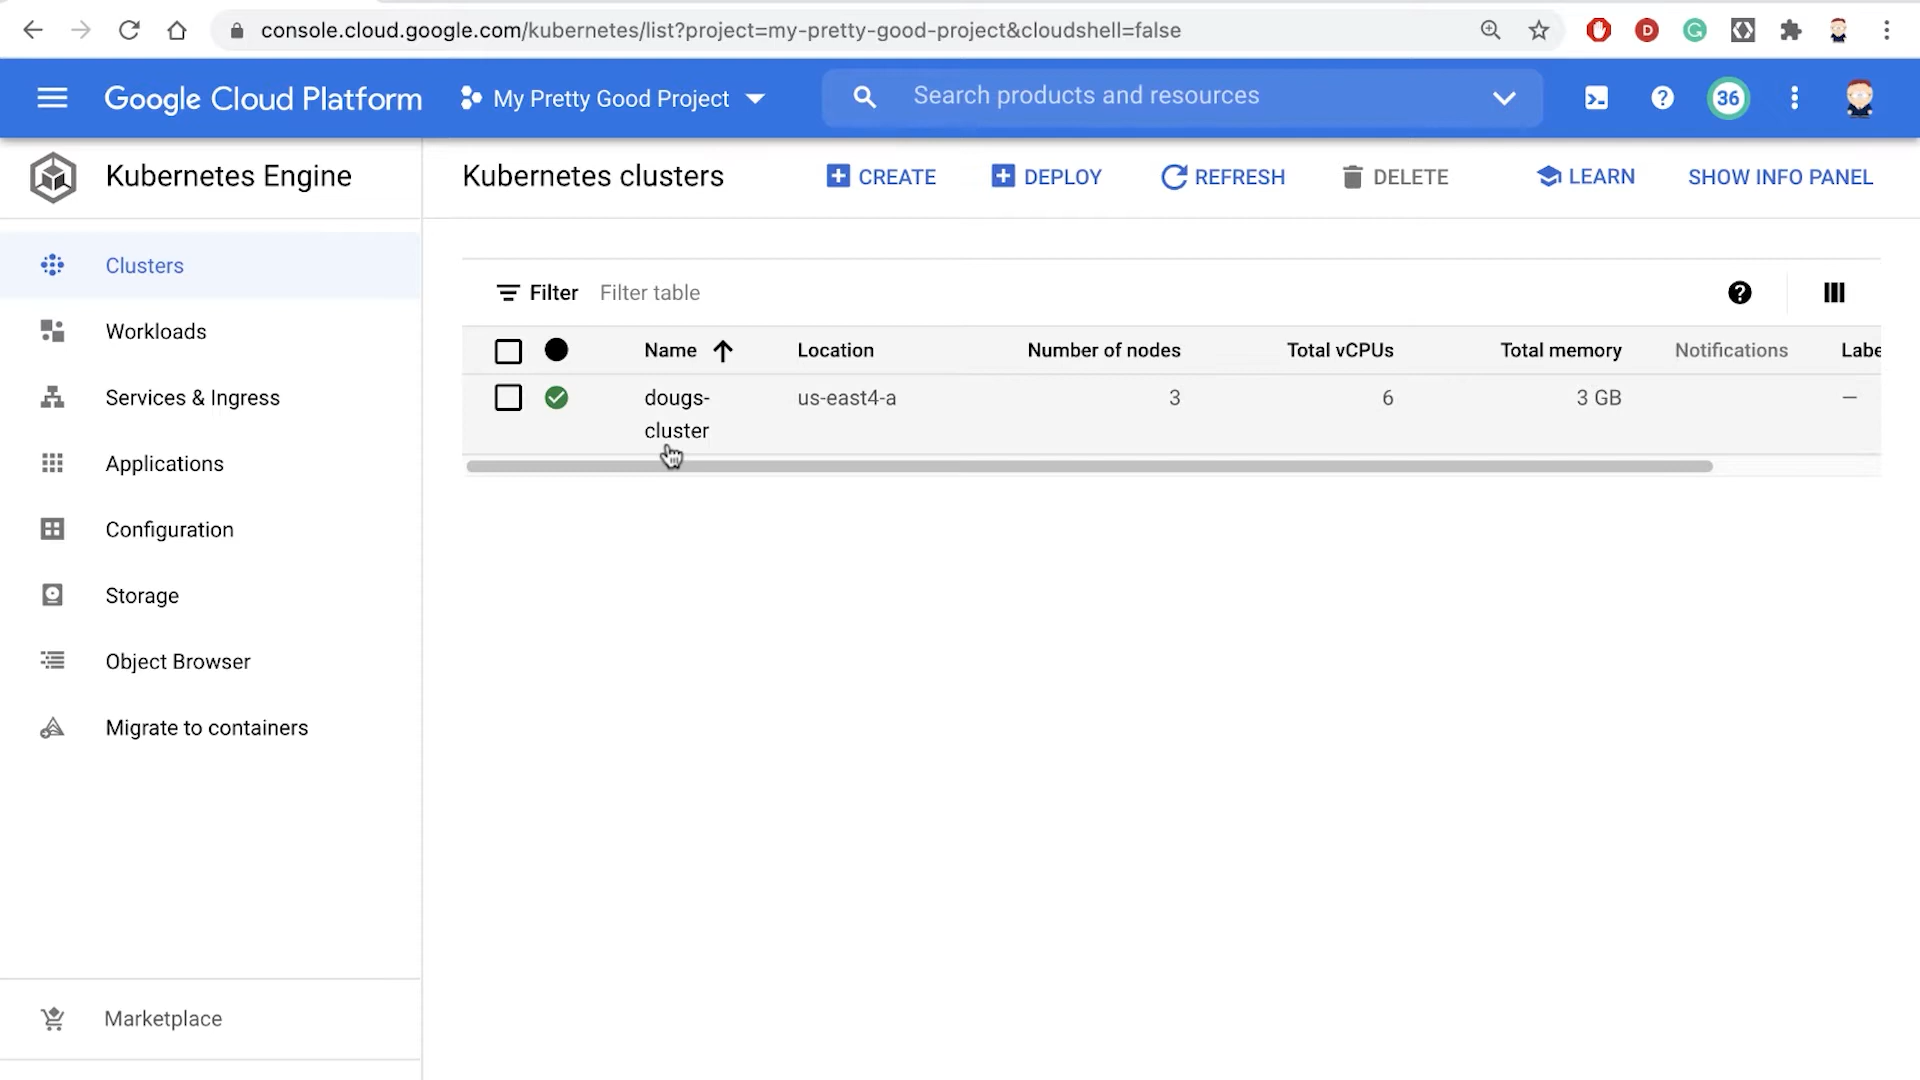 console.cloud.google.com/kubernetes/list?project=my-pretty-good-project&cloudshell=false
D
G
Google Cloud Platform
My Pretty Good Project
Search products and resources
?
36
Kubernetes Engine
Kubernetes clusters
CREATE
DEPLOY
REFRESH
DELETE
LEARN
SHOW INFO PANEL
Clusters
Workloads
Services & Ingress
Applications
Configuration
Storage
Object Browser
Migrate to containers
Marketplace
Filter Filter table
?
Name Location Number of nodes Total vCPUs Total memory Notifications Labe
dougs- us-east4-a 3 6 3 GB —
cluster